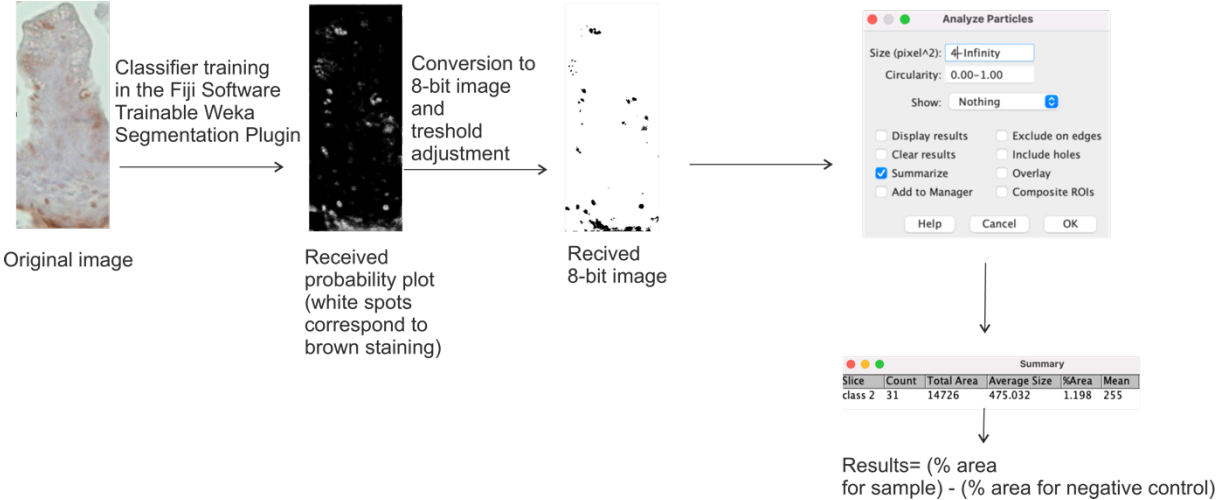 Classifier training
in the Fiji Software
Trainable Weka
Segmentation Plugin
Conversion to
8-bit image
and
treshold
adjustment
Original image
Received
probability plot
(white spots
correspond to
brown staining)
Recived
8-bit image
Analyze Particles
Size (pixel^2): 4-Infinity
Circularity: 0.00-1.00
Show: Nothing
Display results Exclude on edges
Clear results Include holes
Summarize Overlay
Add to Manager Composite ROIs
Help Cancel OK
Summary
Slice Count Total Area Average Size %Area Mean
class 2 31 14726 475.032 1.198 255
Results= (% area
for sample) - (% area for negative control)